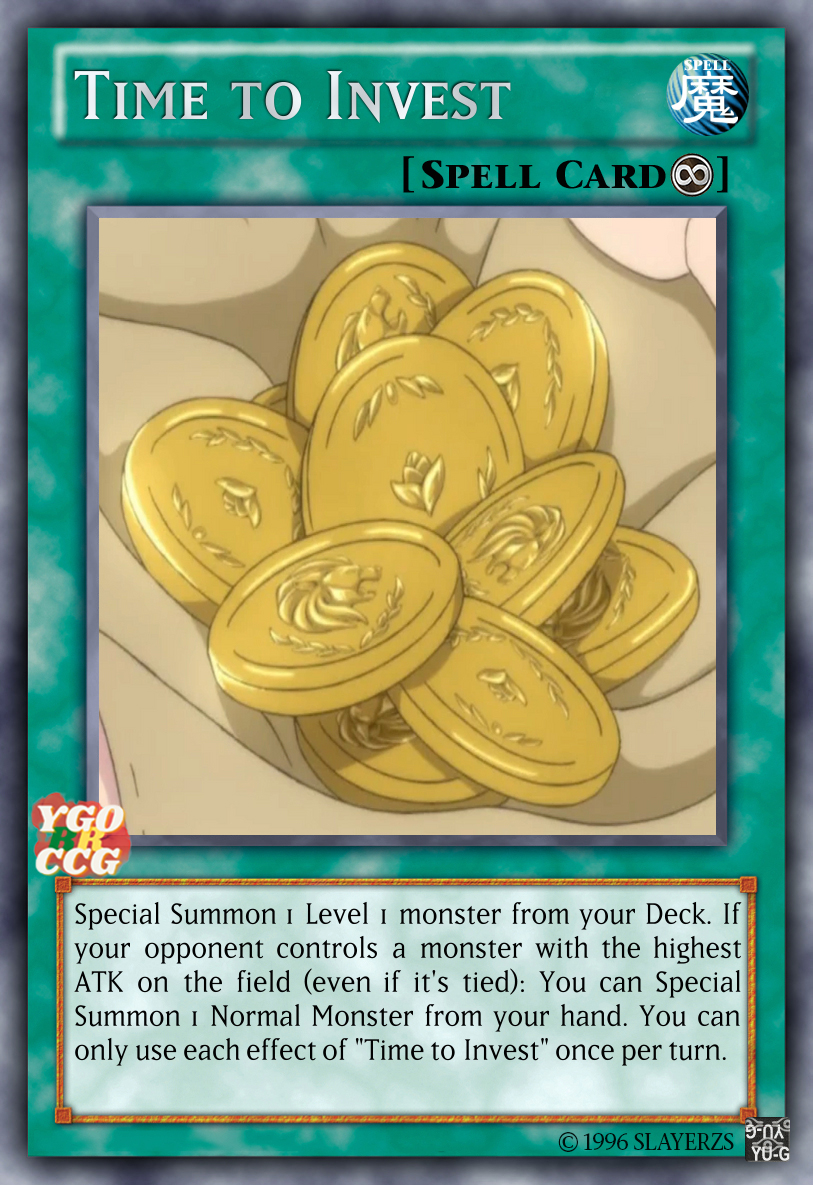 TIME TO INVEST
SPELL
魔
[SPELL CARD∞]
YGO
RR
CCG
Special Summon 1 Level 1 monster from your Deck. If
your opponent controls a monster with the highest
ATK on the field (even if it's tied): You can Special
Summon 1 Normal Monster from your hand. You can
only use each effect of "Time to Invest" once per turn.
© 1996 SLAYERZS
YU-G
YU-G